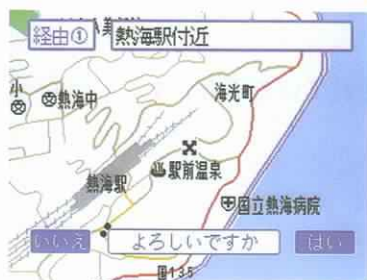 経由① 熱海駅付近
小
熱海中
海光町
駅前温泉
熱海駅
国立熱海病院
いいえ よろしいですか はい
国135